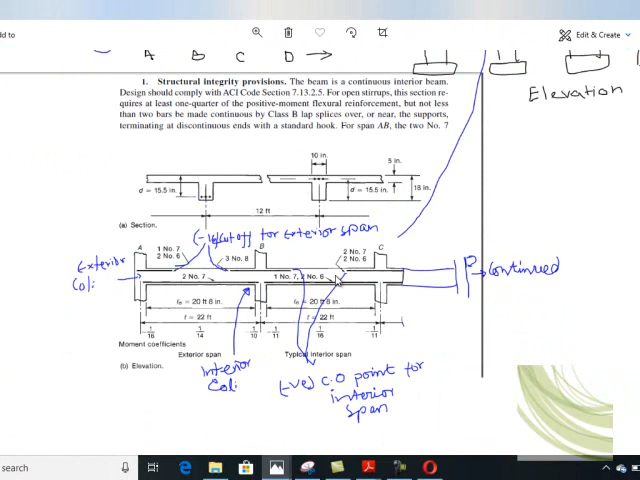 dd to
Edit & Create
A B C D →
Elevation
1. Structural integrity provisions. The beam is a continuous interior beam.
Design should comply with ACI Code Section 7.13.2.5. For open stirrups, this section re-
quires at least one-quarter of the positive-moment flexural reinforcement, but not less
than two bars be made continuous by Class B lap splices over, or near, the supports,
terminating at discontinuous ends with a standard hook. For span AB, the two No. 7
10 in.
5 in.
d = 15.5 in.
d = 15.5 in.
18 in.
12 ft
(a) Section.
cutoff for exterior span
A
1 No. 7
2 No. 6
3 No. 8
B
2 No. 7
2 No. 6
C
Exterior
Col:
2 No. 7
1 No. 7, 2 No. 6
continued
ℓn = 20 ft 8 in.
ℓn = 20 ft 8 in.
ℓ = 22 ft
ℓ = 22 ft
-1/16 1/14 -1/10 -1/11 1/16 -1/11
Moment coefficients
Exterior span
Typical interior span
(b) Elevation.
Interior
Col:
(-ve) C.O point for
interior
span
search